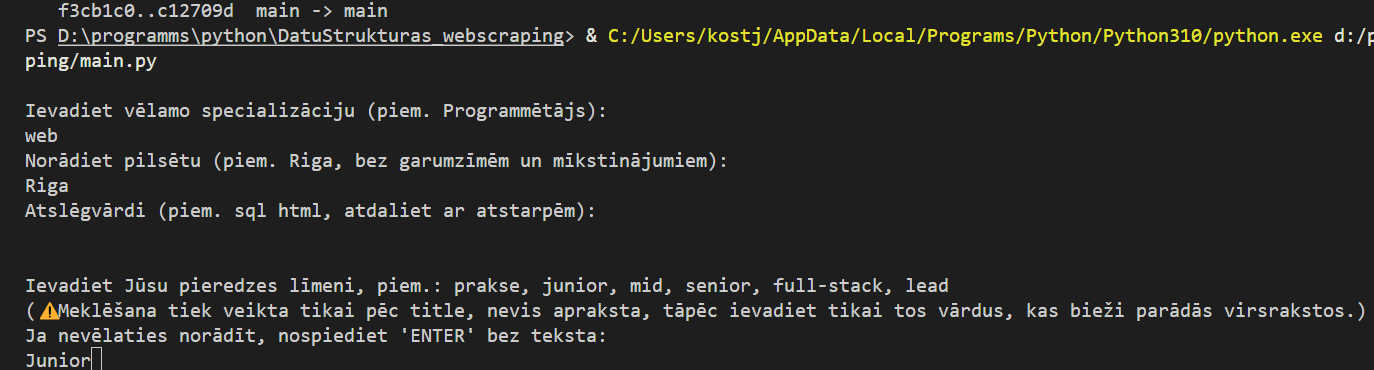 f3cb1c0..c12709d  main -> main
PS D:\programms\python\DatuStrukturas_webscraping> & C:/Users/kostj/AppData/Local/Programs/Python/Python310/python.exe d:/p
ping/main.py
Ievadiet vēlamo specializāciju (piem. Programmētājs):
web
Norādiet pilsētu (piem. Riga, bez garumzīmēm un mīkstinājumiem):
Riga
Atslēgvārdi (piem. sql html, atdaliet ar atstarpēm):
Ievadiet Jūsu pieredzes līmeni, piem.: prakse, junior, mid, senior, full-stack, lead
(⚠️Meklēšana tiek veikta tikai pēc title, nevis apraksta, tāpēc ievadiet tikai tos vārdus, kas bieži parādās virsrakstos.)
Ja nevēlaties norādīt, nospiediet 'ENTER' bez teksta:
Junior